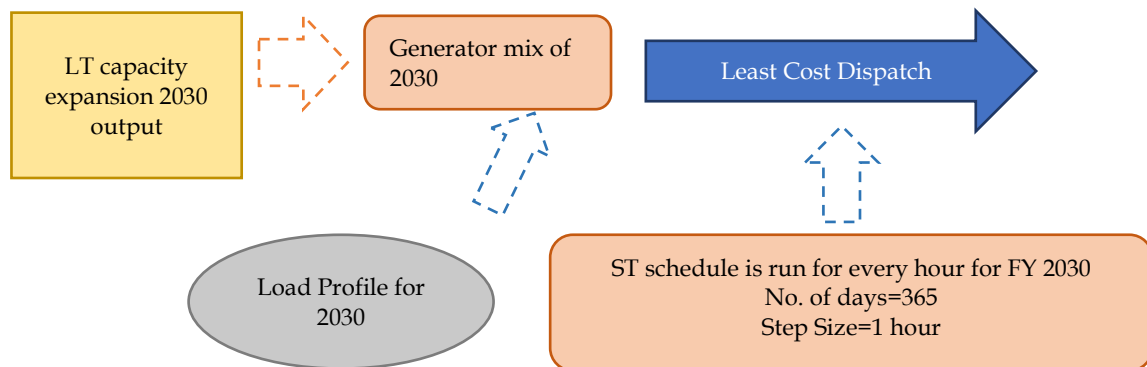 LT capacity
expansion 2030
output
Generator mix of
2030
Least Cost Dispatch
Load Profile for
2030
ST schedule is run for every hour for FY 2030
No. of days=365
Step Size=1 hour